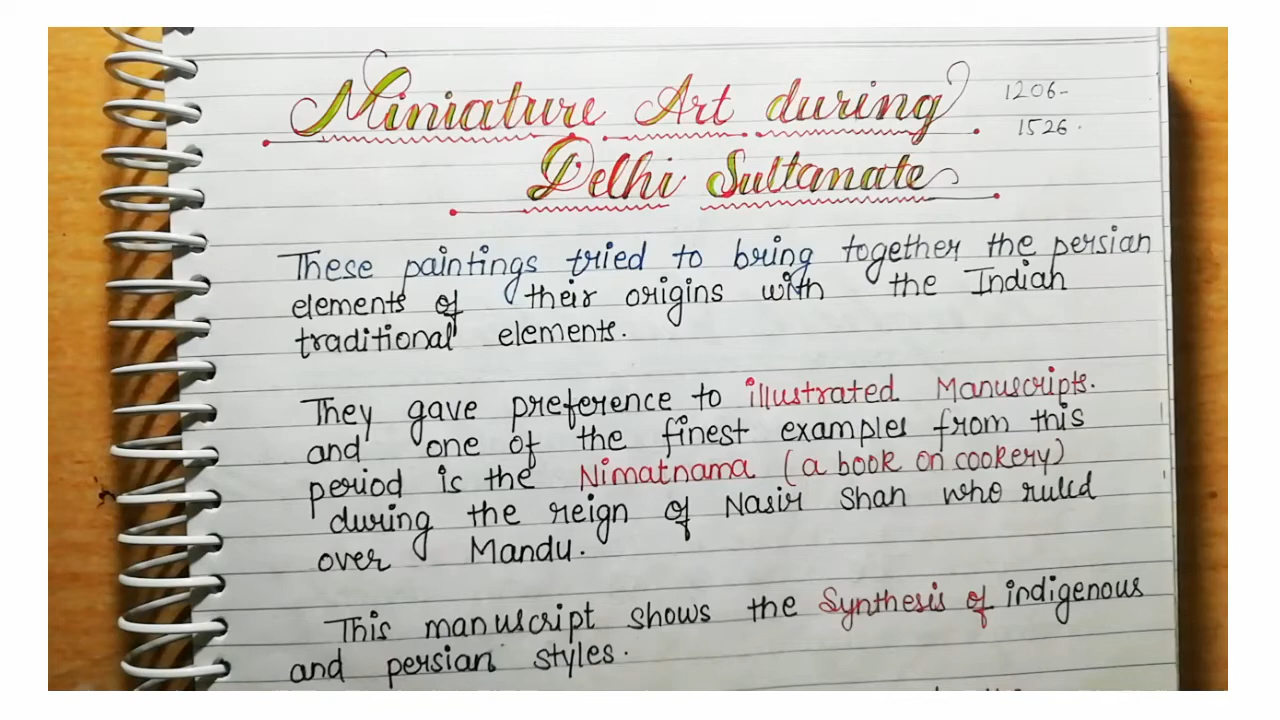 Miniature Art during 1206-
1526.
Delhi Sultanate
These paintings tried to bring together the persian
elements of their origins with the Indian
traditional elements.
They gave preference to illustrated Manuscripts.
and one of the finest examples from this
period is the Nimatnama (a book on cookery)
during the reign of Nasir Shah who ruled
over Mandu.
This manuscript shows the Synthesis of indigenous
and persian styles.